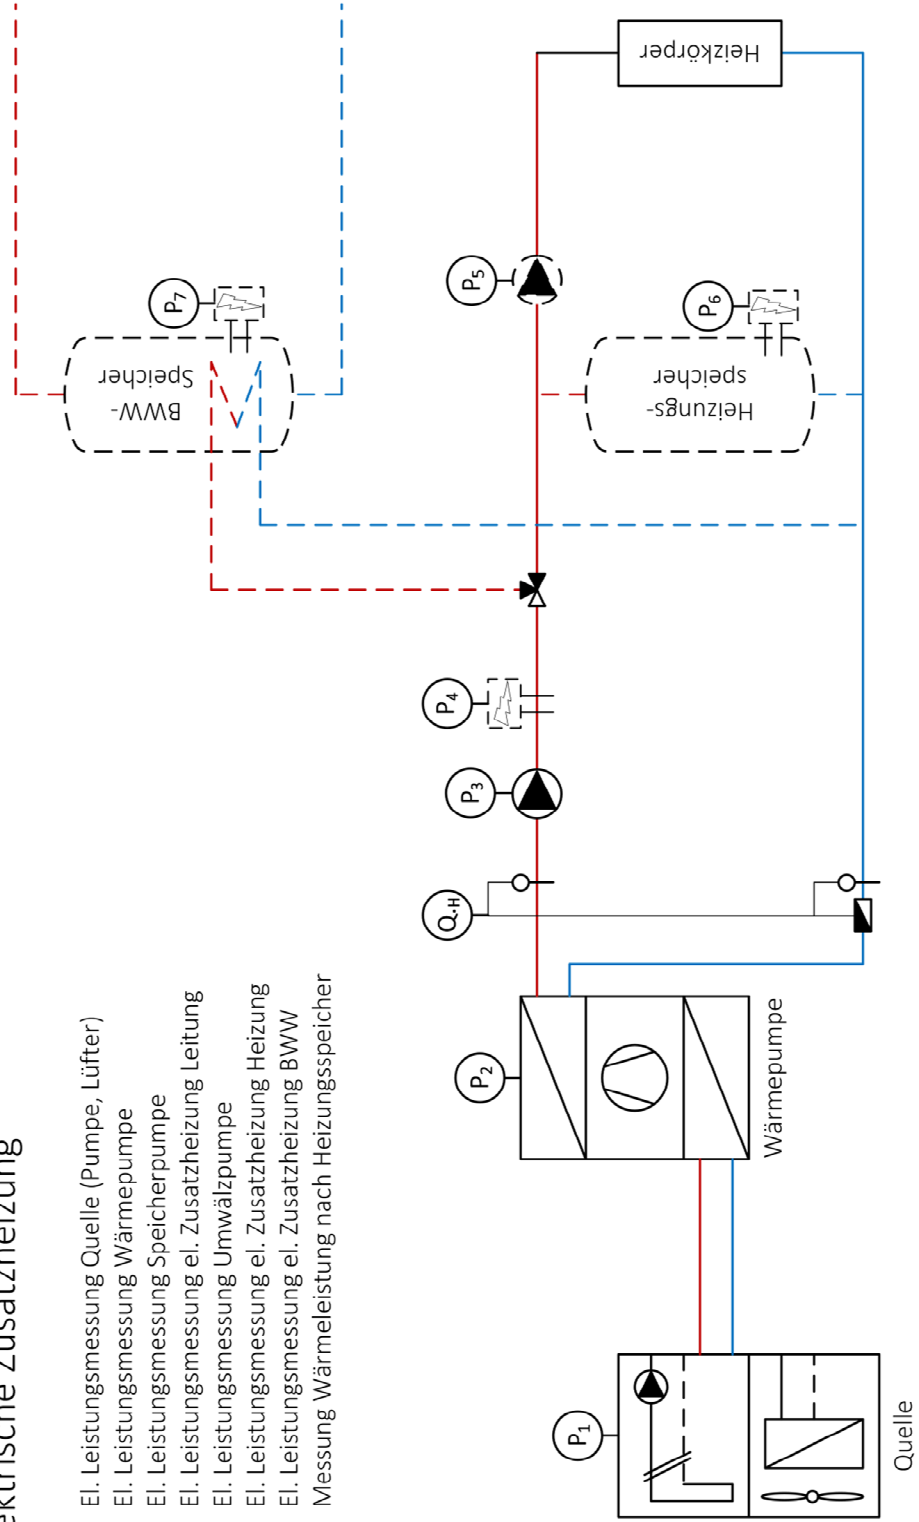 ektrische Zusatzheizung
El. Leistungsmessung Quelle (Pumpe, Lüfter)
El. Leistungsmessung Wärmepumpe
El. Leistungsmessung Speicherpumpe
El. Leistungsmessung el. Zusatzheizung Leitung
El. Leistungsmessung Umwälzpumpe
El. Leistungsmessung el. Zusatzheizung Heizung
El. Leistungsmessung el. Zusatzheizung BWW
Messung Wärmeleistung nach Heizungsspeicher
P1
Quelle
P2
Wärmepumpe
Q·H
P3
P4
P5
P6
P7
BWW-
Speicher
Heizungs-
speicher
Heizkörper